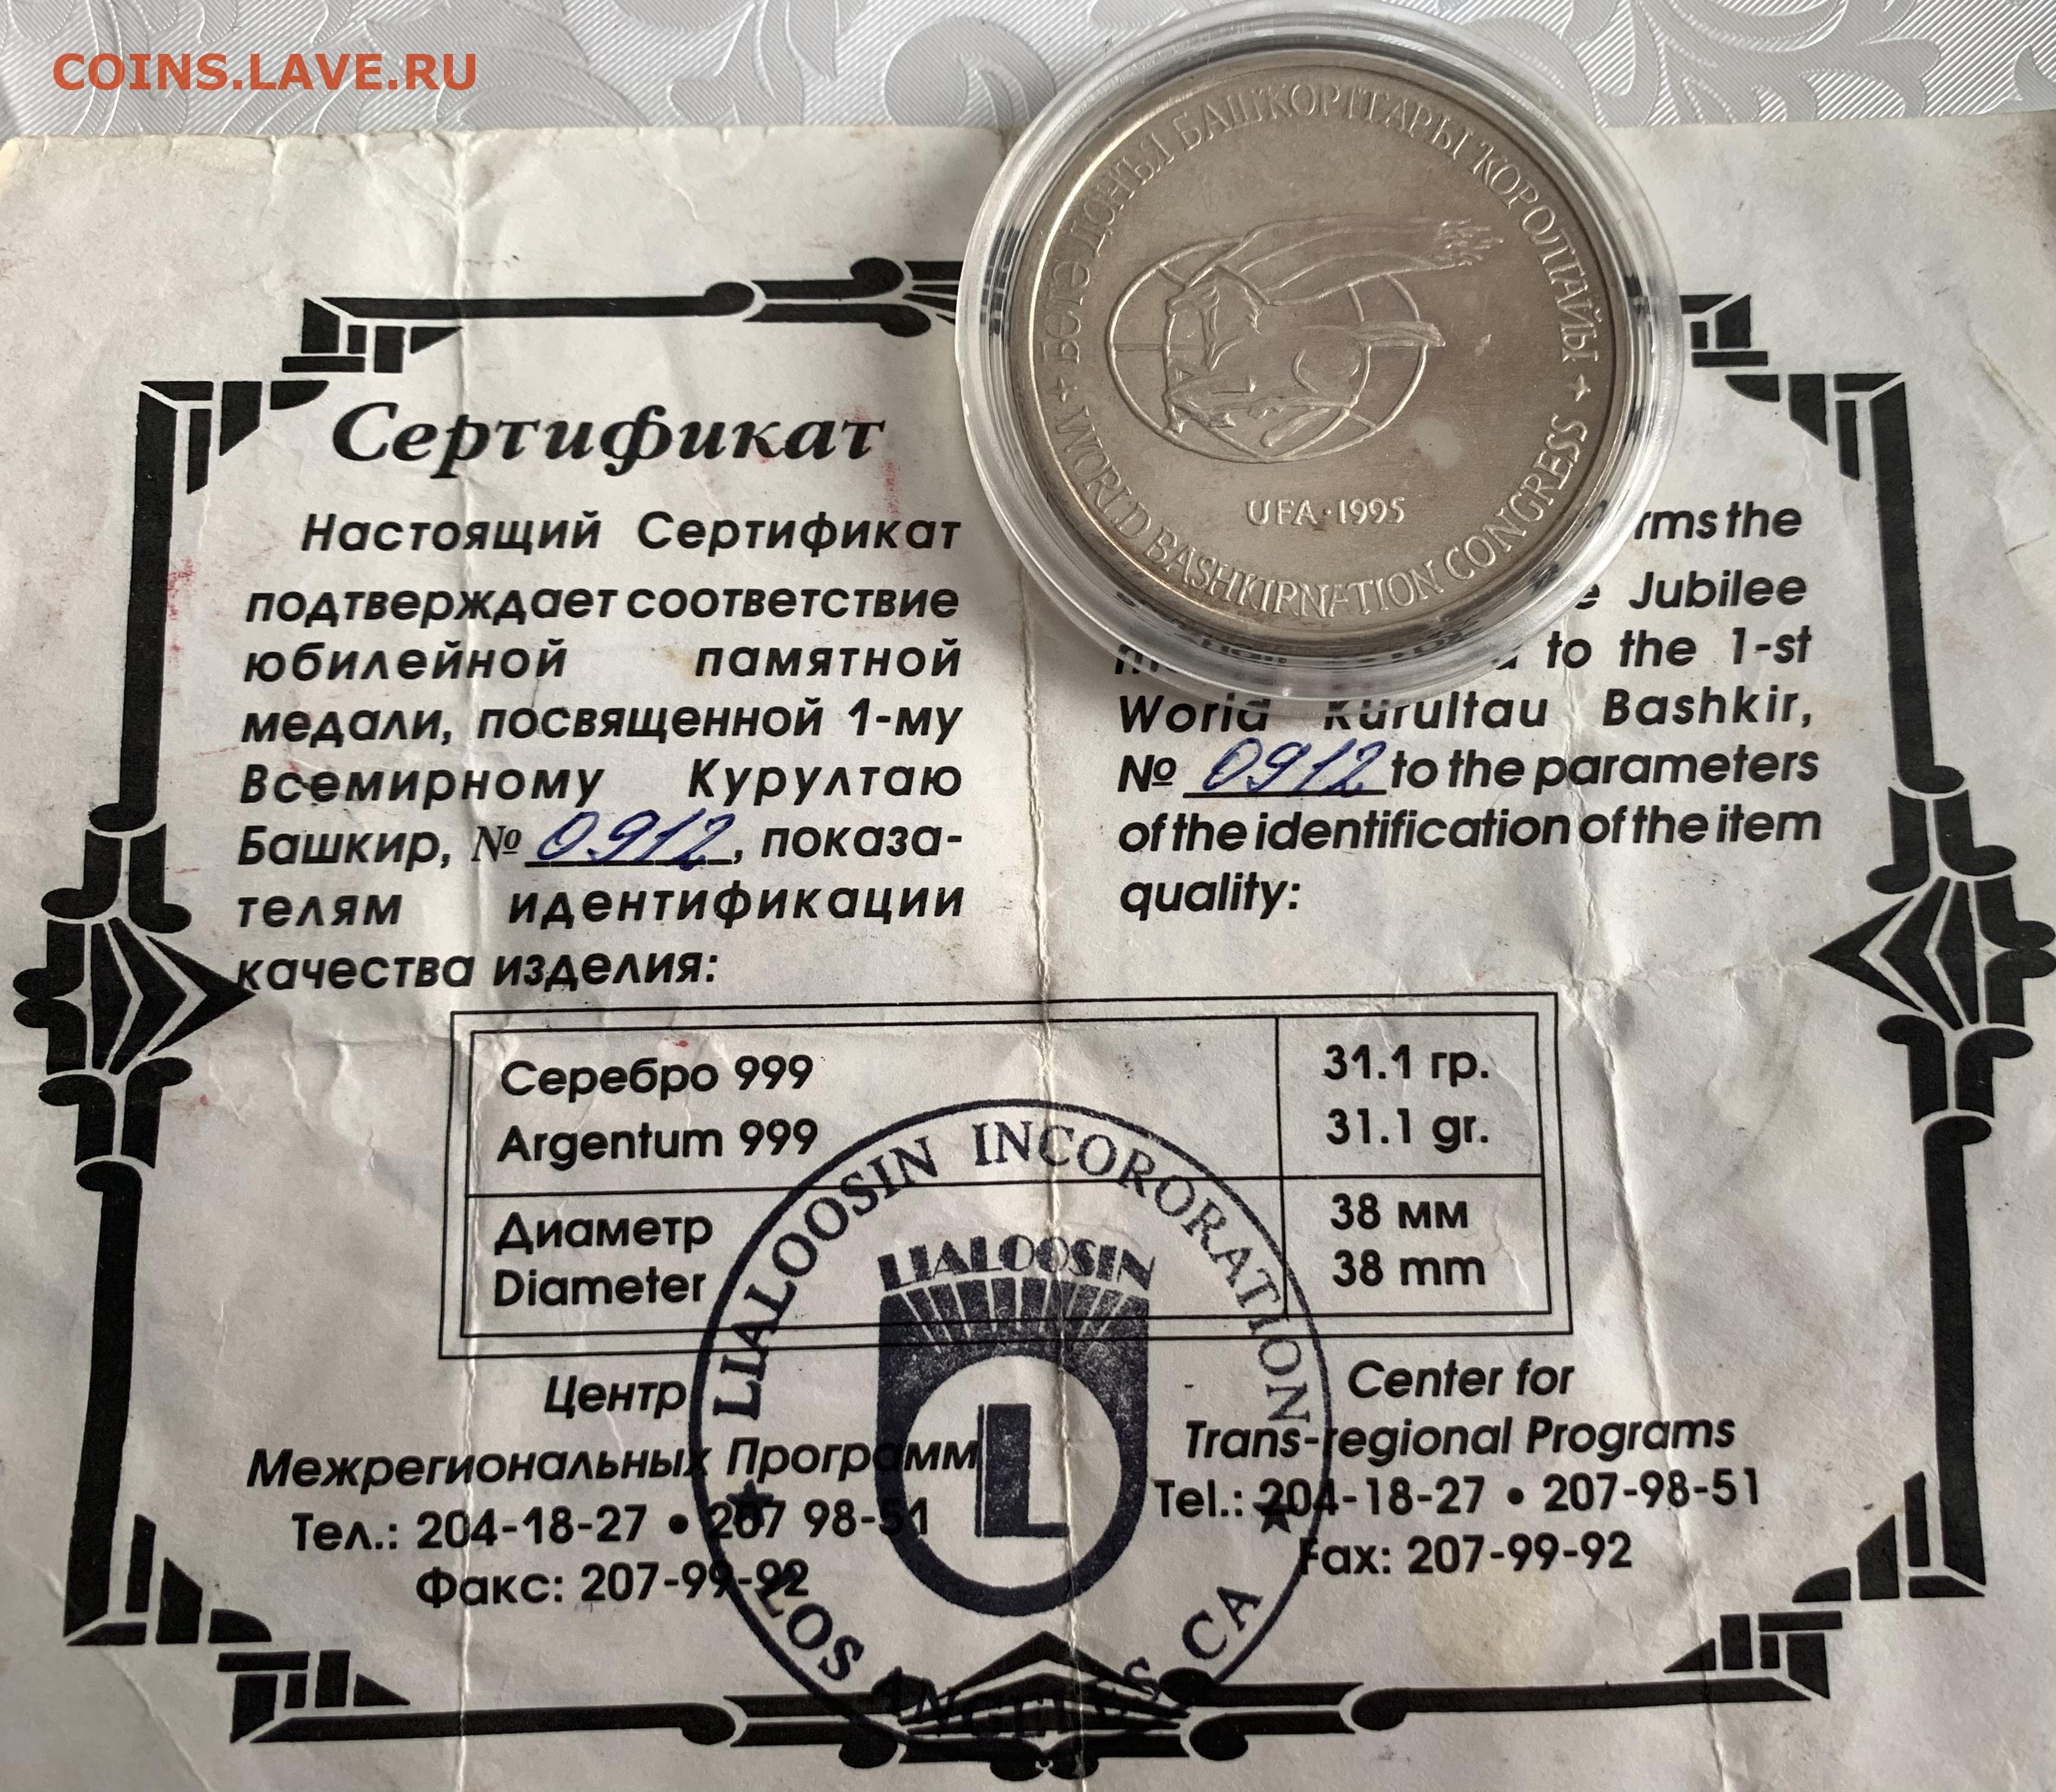 COINS.LAVE.RU
БӨТӘ ДОНЪЯ БАШКОРТТАРЫ КОРОЛТАЙЫ
WORLD BASHKIR NATION CONGRESS
UFA·1995
Сертификат
Настоящий Сертификат
подтверждает соответствие
юбилейной памятной
медали, посвященной 1-му
Всемирному Курултаю
Башкир, № 0912, показа-
телям идентификации
качества изделия:
rms the
e Jubilee
to the 1-st
World Kurultau Bashkir,
№ 0912 to the parameters
of the identification of the item
quality:
Серебро 999 31.1 гр.
Argentum 999 31.1 gr.
Диаметр 38 мм
Diameter 38 mm
LIALOOSIN INCORORATION
LIALOOSIN
L
LOS ANGELES CA
Центр
Межрегиональных Программ
Тел.: 204-18-27 • 207 98-51
Факс: 207-99-92
Center for
Trans-regional Programs
Tel.: 204-18-27 • 207-98-51
Fax: 207-99-92